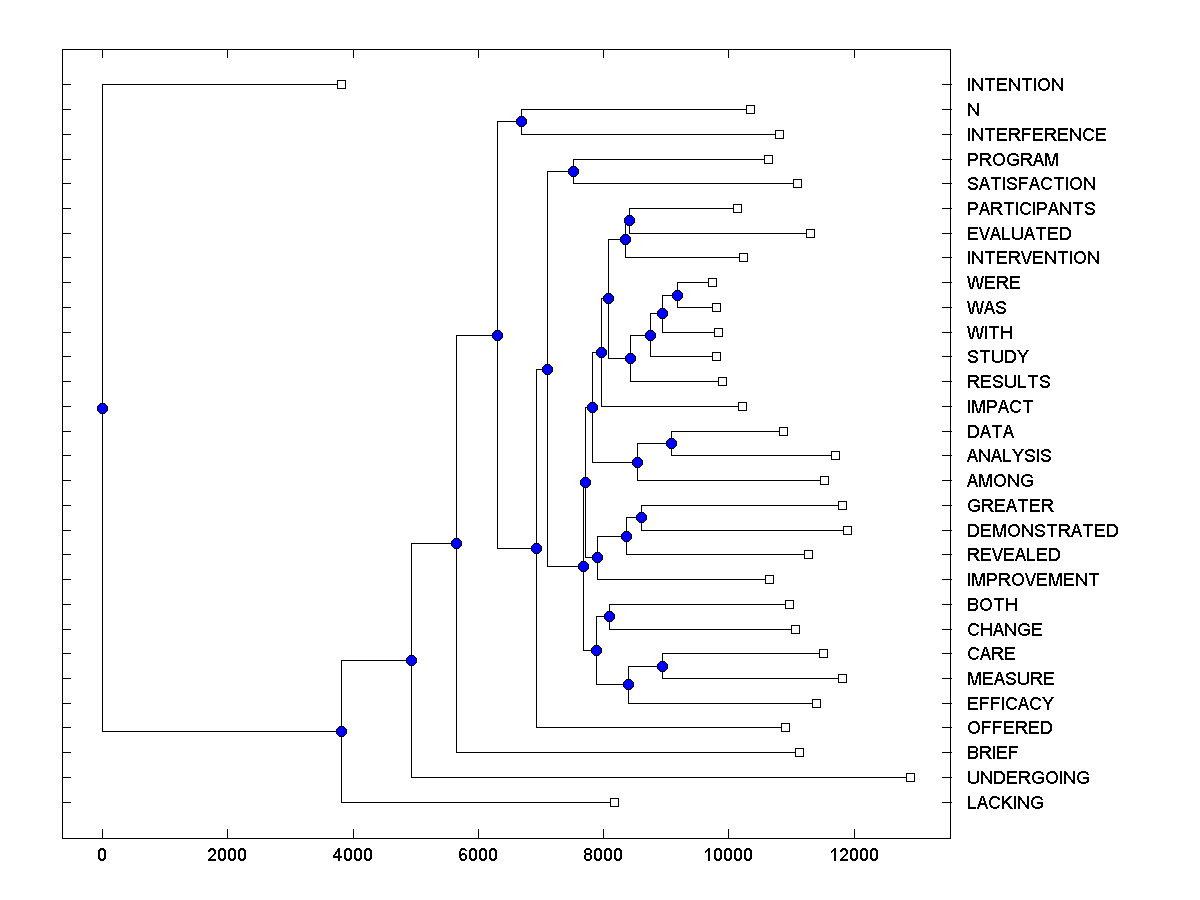 INTENTION
N
INTERFERENCE
PROGRAM
SATISFACTION
PARTICIPANTS
EVALUATED
INTERVENTION
WERE
WAS
WITH
STUDY
RESULTS
IMPACT
DATA
ANALYSIS
AMONG
GREATER
DEMONSTRATED
REVEALED
IMPROVEMENT
BOTH
CHANGE
CARE
MEASURE
EFFICACY
OFFERED
BRIEF
UNDERGOING
LACKING
0 2000 4000 6000 8000 10000 12000